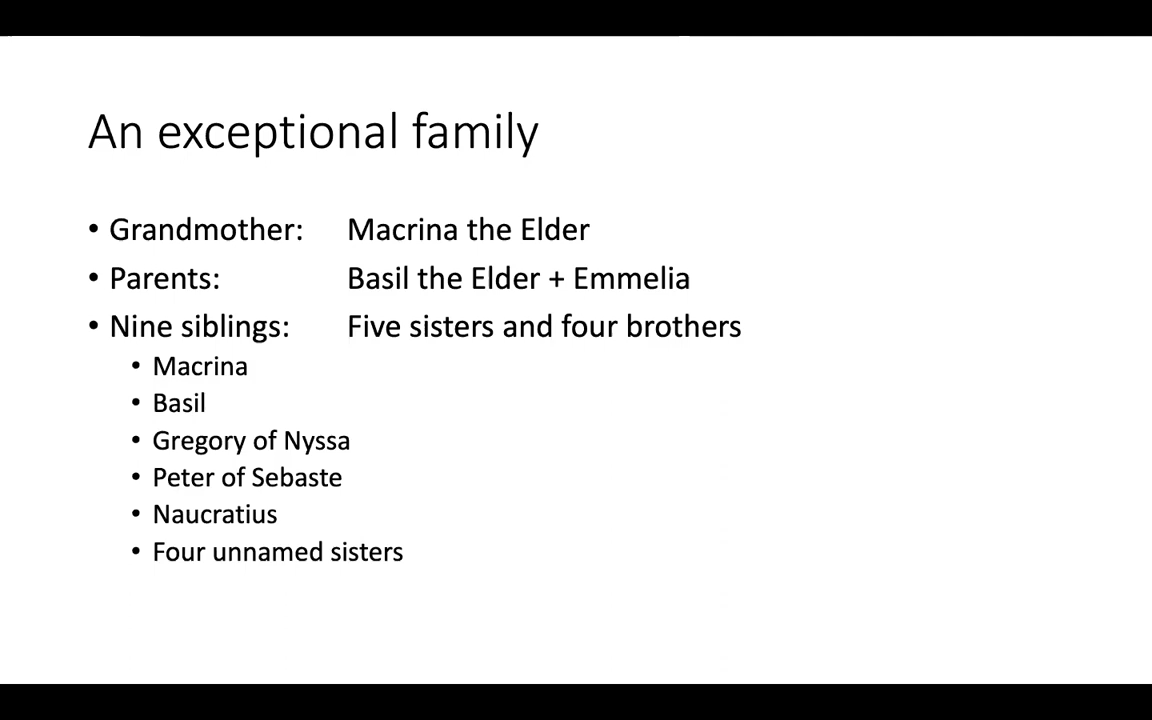 An exceptional family
• Grandmother: Macrina the Elder
• Parents: Basil the Elder + Emmelia
• Nine siblings: Five sisters and four brothers
• Macrina
• Basil
• Gregory of Nyssa
• Peter of Sebaste
• Naucratius
• Four unnamed sisters